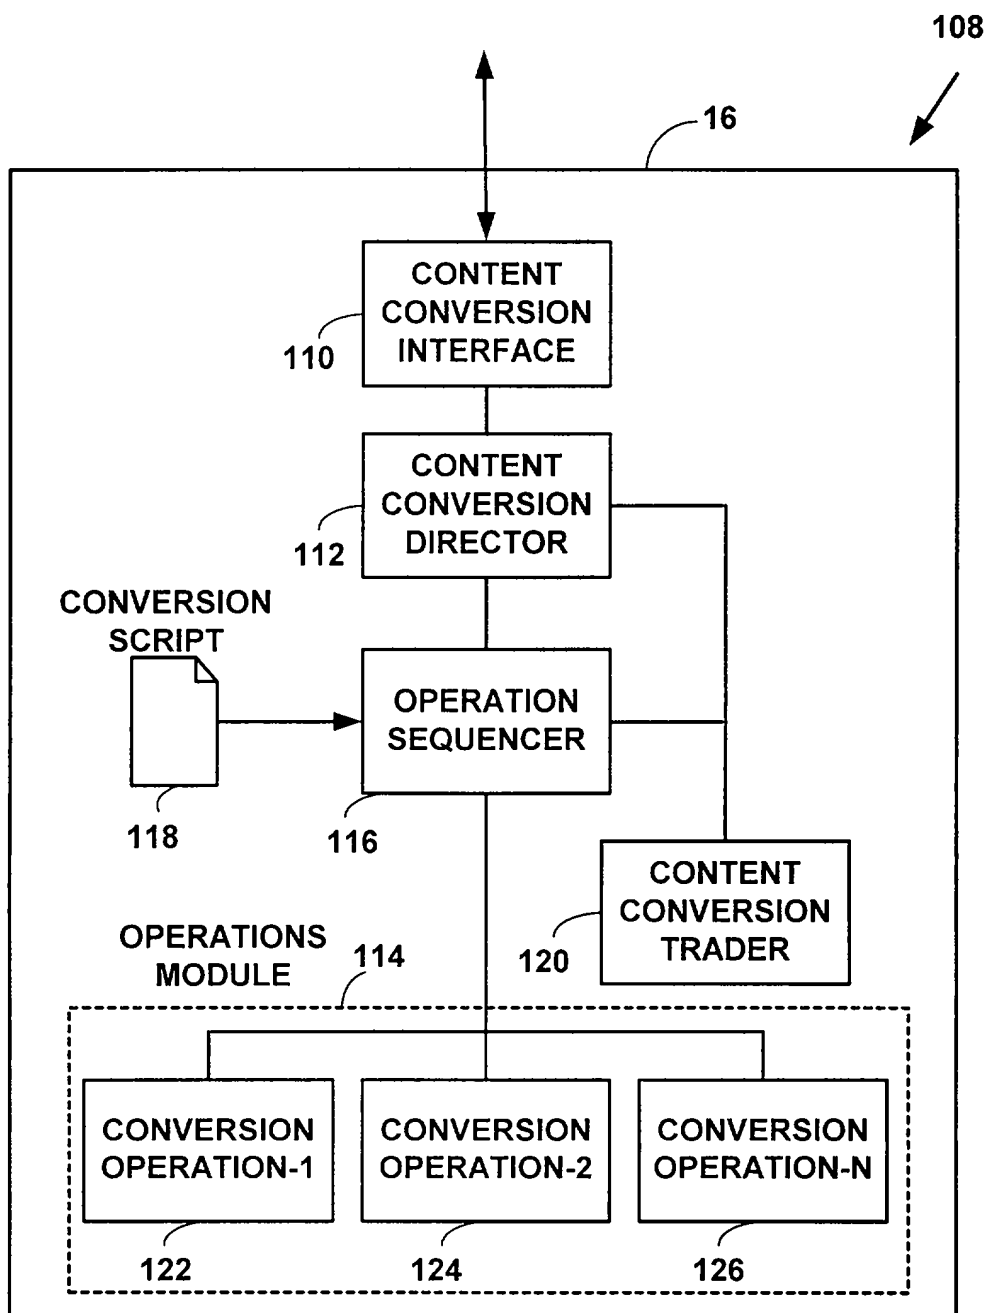 108
16
CONTENT
CONVERSION
INTERFACE
110
CONTENT
CONVERSION
DIRECTOR
112
CONVERSION
SCRIPT
OPERATION
SEQUENCER
118
116
CONTENT
CONVERSION
TRADER
120
OPERATIONS
MODULE
114
CONVERSION
OPERATION-1
CONVERSION
OPERATION-2
CONVERSION
OPERATION-N
122
124
126